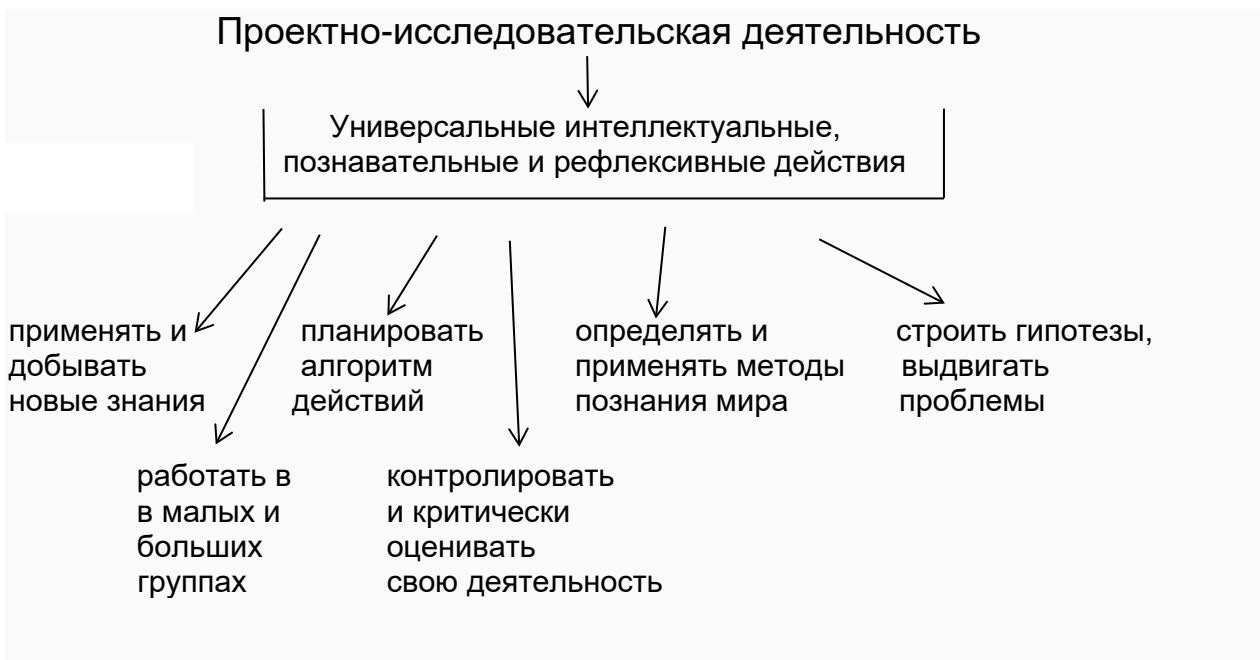 Проектно-исследовательская деятельность
Универсальные интеллектуальные,
познавательные и рефлексивные действия
применять и
добывать
новые знания
планировать
алгоритм
действий
определять и
применять методы
познания мира
строить гипотезы,
выдвигать
проблемы
работать в
в малых и
больших
группах
контролировать
и критически
оценивать
свою деятельность